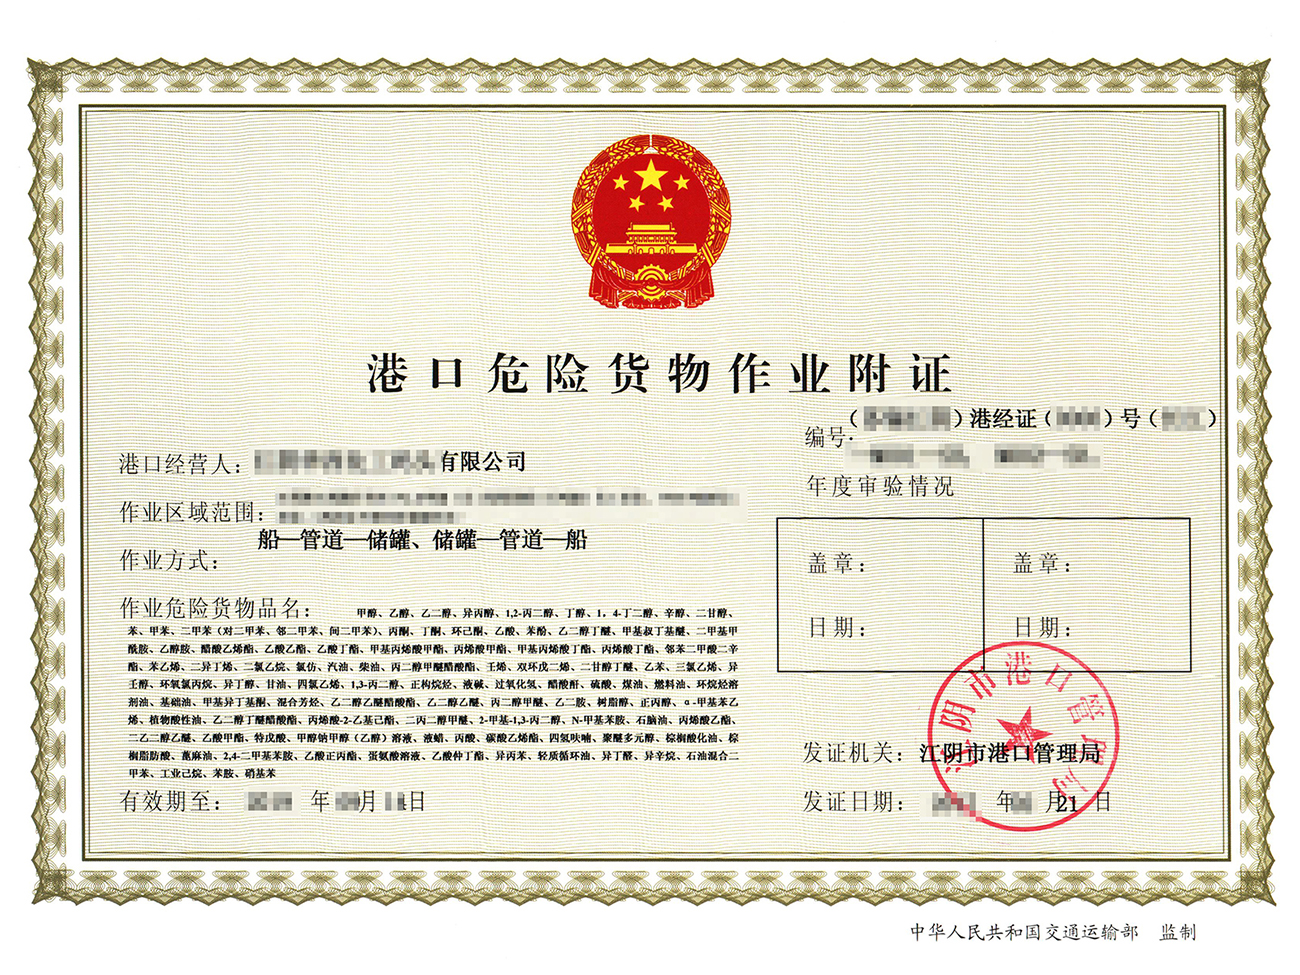 港口危险货物作业附证
（ ）港经证（ ）号（ ）
编号：
港口经营人： 有限公司
年度审验情况
作业区域范围：
船—管道—储罐、储罐—管道—船
作业方式：
盖章： 盖章：
日期： 日期：
作业危险货物品名： 甲醇、乙醇、乙二醇、异丙醇、1,2-丙二醇、丁醇、1，4-丁二醇、辛醇、二甘醇、
苯、甲苯、二甲苯（对二甲苯、邻二甲苯、间二甲苯）、丙酮、丁酮、环己酮、乙酸、苯酚、乙二醇丁醚、甲基叔丁基醚、二甲基甲
酰胺、乙醇胺、醋酸乙烯酯、乙酸乙酯、乙酸丁酯、甲基丙烯酸甲酯、丙烯酸甲酯、甲基丙烯酸丁酯、丙烯酸丁酯、邻苯二甲酸二辛
酯、苯乙烯、二异丁烯、二氯乙烷、氯仿、汽油、柴油、丙二醇甲醚醋酸酯、壬烯、双环戊二烯、二甘醇丁醚、乙苯、三氯乙烯、异
壬醇、环氧氯丙烷、异丁醇、甘油、四氯乙烯、1,3-丙二醇、正构烷烃、液碱、过氧化氢、醋酸酐、硫酸、煤油、燃料油、环烷烃溶
剂油、基础油、甲基异丁基酮、混合芳烃、乙二醇乙醚醋酸酯、乙二醇乙醚、丙二醇甲醚、乙二胺、树脂醇、正丙醇、α-甲基苯乙
烯、植物酸性油、乙二醇丁醚醋酸酯、丙烯酸-2-乙基己酯、二丙二醇甲醚、2-甲基-1,3-丙二醇、N-甲基苯胺、石脑油、丙烯酸乙酯、
二乙二醇乙醚、乙酸甲酯、特戊酸、甲醇钠甲醇（乙醇）溶液、液蜡、丙酸、碳酸乙烯酯、四氢呋喃、聚醚多元醇、棕榈酸化油、棕
榈脂肪酸、蓖麻油、2,4-二甲基苯胺、乙酸正丙酯、蛋氨酸溶液、乙酸仲丁酯、异丙苯、轻质循环油、异丁醛、异辛烷、石油混合二
甲苯、工业己烷、苯胺、硝基苯
发证机关：江阴市港口管理局
江阴市港口管理局
有效期至： 年 月 日
发证日期： 年 月21日
中华人民共和国交通运输部 监制